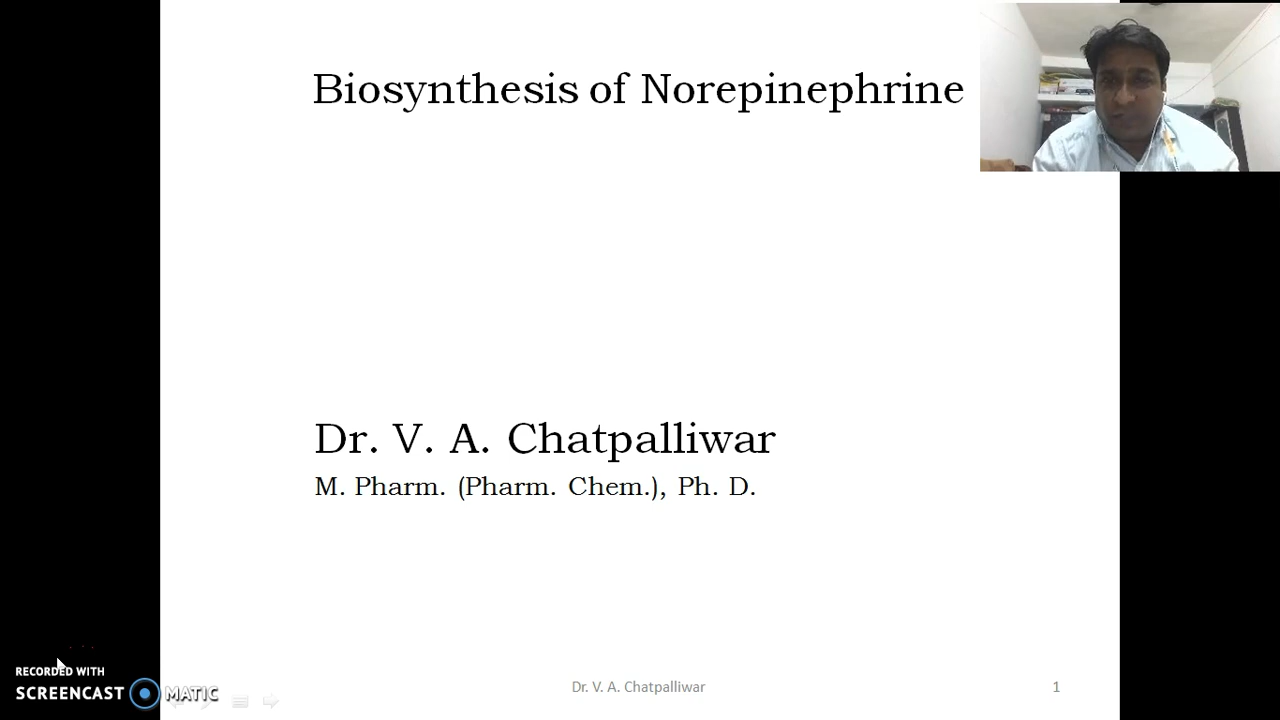 Biosynthesis of Norepinephrine
Dr. V. A. Chatpalliwar
M. Pharm. (Pharm. Chem.), Ph. D.
RECORDED WITH
SCREENCAST MATIC
Dr. V. A. Chatpalliwar
1